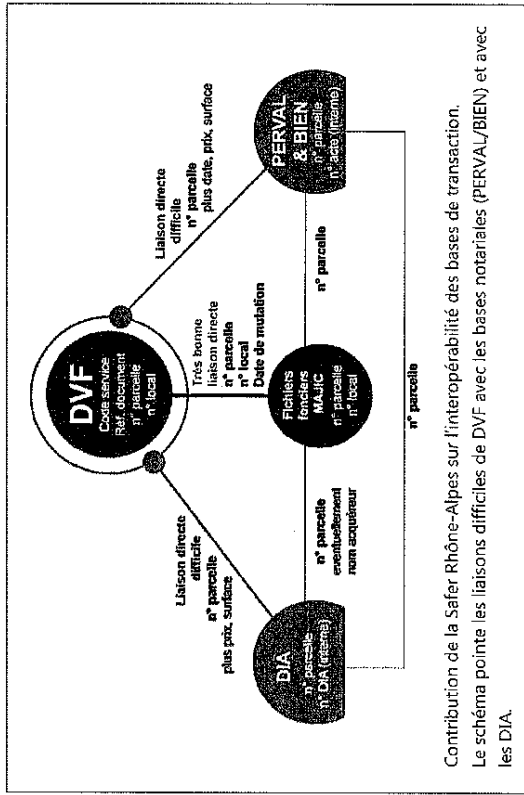 DVF
Code service
Réf. document
n° parcelle
n° local
Liaison directe
difficile
n° parcelle
plus prix, surface
Très bonne
liaison directe
n° parcelle
n° local
Date de mutation
Liaison directe
difficile
n° parcelle
plus date, prix, surface
DIA
n° parcelle
n° DIA (interne)
n° parcelle
eventuellement
nom acquéreur
Fichiers
fonciers
MAJIC
n° parcelle
n° local
n° parcelle
PERVAL
& BIEN
n° parcelle
n° acte (interne)
n° parcelle
Contribution de la Safer Rhône-Alpes sur l'interopérabilité des bases de transaction.
Le schéma pointe les liaisons difficiles de DVF avec les bases notariales (PERVAL/BIEN) et avec
les DIA.